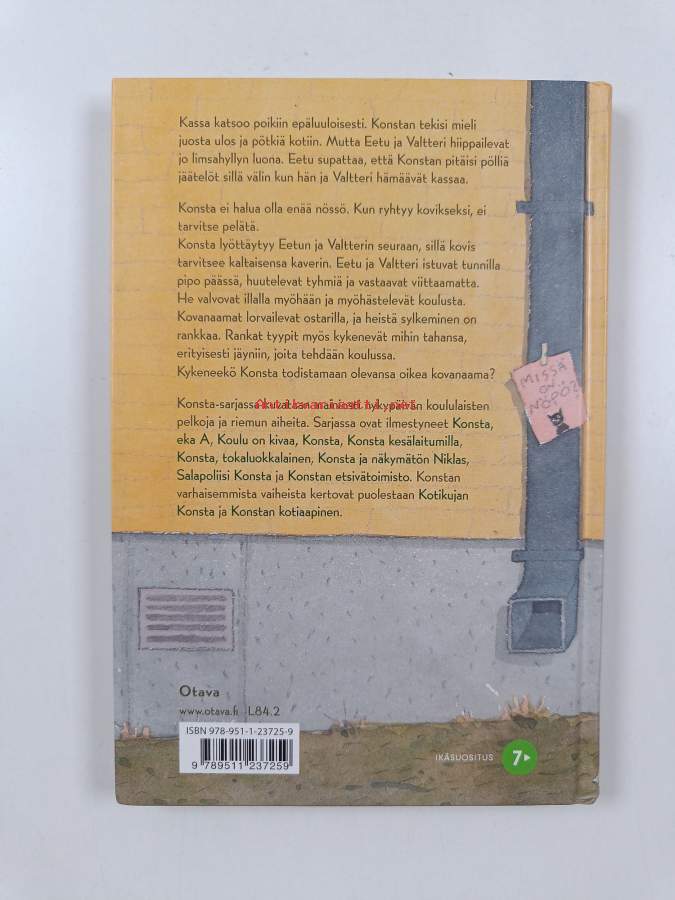 Kassa katsoo poikiin epäluuloisesti. Konstan tekisi mieli
juosta ulos ja pötkiä kotiin. Mutta Eetu ja Valtteri hiippailevat
jo limsahyllyn luona. Eetu supattaa, että Konstan pitäisi pölliä
jäätelöt sillä välin kun hän ja Valtteri hämäävät kassaa.
Konsta ei halua olla enää nössö. Kun ryhtyy kovikseksi, ei
tarvitse pelätä.
Konsta lyöttäytyy Eetun ja Valtterin seuraan, sillä kovis
tarvitsee kaltaisensa kaverin. Eetu ja Valtteri istuvat tunnilla
pipo päässä, huutelevat tyhmiä ja vastaavat viittaamatta.
He valvovat illalla myöhään ja myöhästelevät koulusta.
Kovanaamat lorvailevat ostarilla, ja heistä sylkeminen on
rankkaa. Rankat tyypit myös kykenevät mihin tahansa,
erityisesti jäyniin, joita tehdään koulussa.
Kykeneekö Konsta todistamaan olevansa oikea kovanaama?
Konsta-sarjassa kuvataan nykypäivän koululaisten
pelkoja ja riemun aiheita. Sarjassa ovat ilmestyneet Konsta,
eka A, Koulu on kivaa, Konsta, Konsta kesälaitumilla,
Konsta, tokaluokkalainen, Konsta ja näkymätön Niklas,
Salapoliisi Konsta ja Konstan etsivätoimisto. Konstan
varhaisemmista vaiheista kertovat puolestaan Kotikujan
Konsta ja Konstan kotiaapinen.
MISSÄ
ON
NÖPÖ?
Otava
www.otava.fi L84.2
ISBN 978-951-1-23725-9
9 789511 237259
IKÄSUOSITUS 7